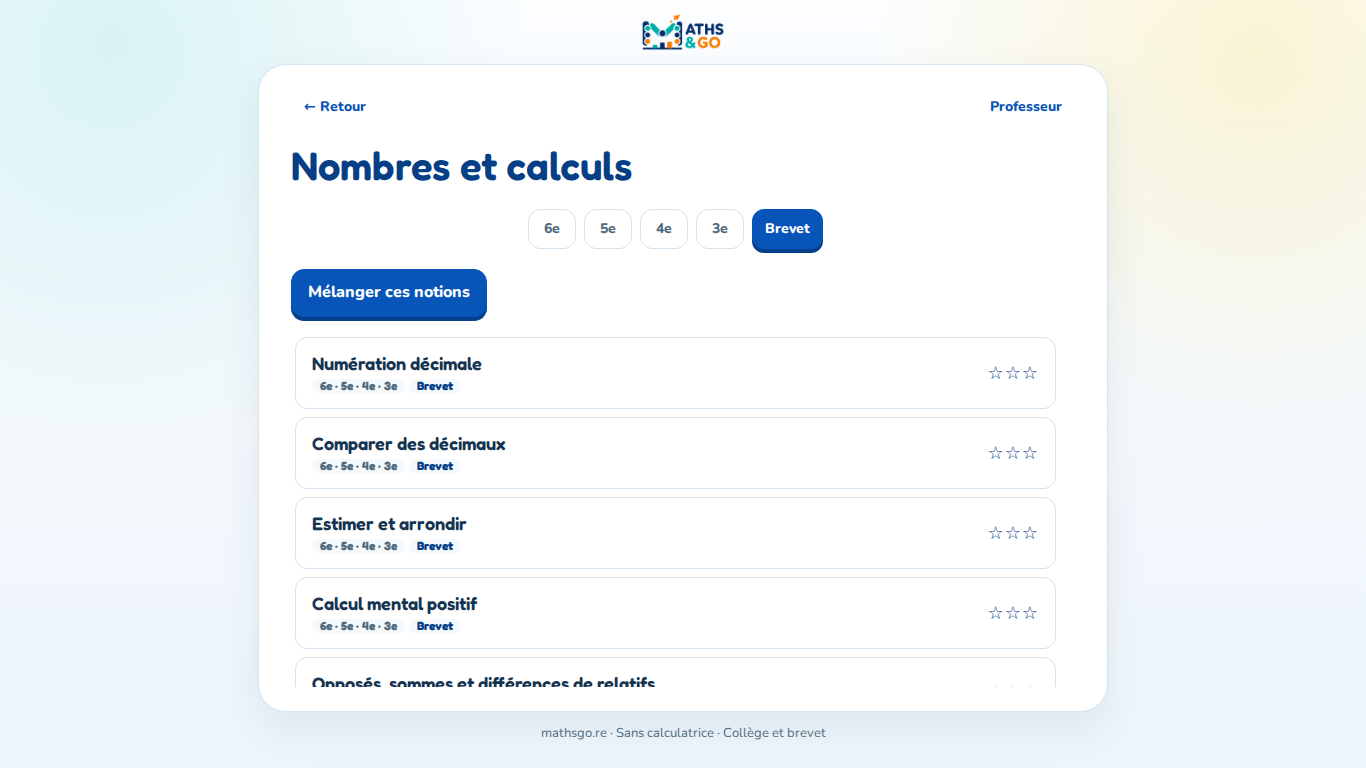 MATHS
&GO
← Retour
Professeur
Nombres et calculs
6e 5e 4e 3e Brevet
Mélanger ces notions
Numération décimale
6e · 5e · 4e · 3e Brevet
☆☆☆
Comparer des décimaux
6e · 5e · 4e · 3e Brevet
☆☆☆
Estimer et arrondir
6e · 5e · 4e · 3e Brevet
☆☆☆
Calcul mental positif
6e · 5e · 4e · 3e Brevet
☆☆☆
Opposés, sommes et différences de relatifs
mathsgo.re · Sans calculatrice · Collège et brevet